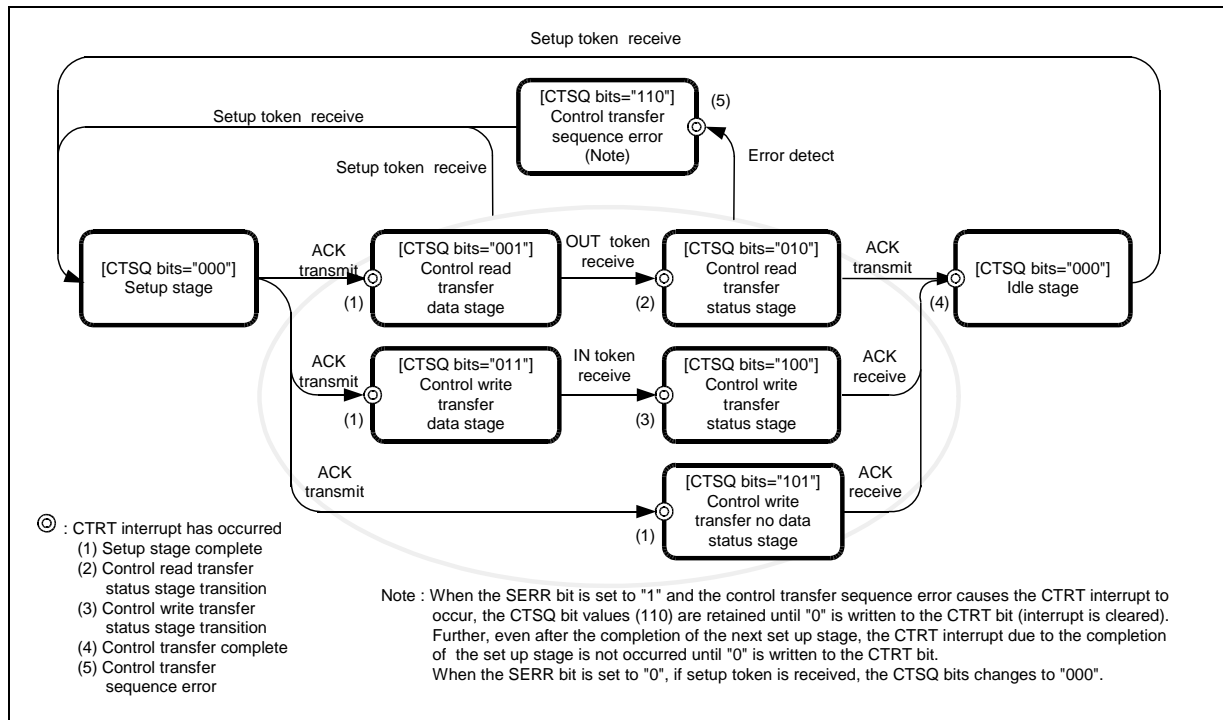 Setup token  receive
[CTSQ bits="110"]
Control transfer
sequence error
(Note)
(5)
Setup token  receive
Setup token  receive
Error detect
[CTSQ bits="000"]
Setup stage
ACK
transmit
(1)
[CTSQ bits="001"]
Control read
transfer
data stage
OUT  token
receive
(2)
[CTSQ bits="010"]
Control read
transfer
status stage
ACK
transmit
(4)
[CTSQ bits="000"]
Idle stage
ACK
transmit
(1)
[CTSQ bits="011"]
Control write
transfer
data stage
IN token
receive
(3)
[CTSQ bits="100"]
Control write
transfer
status stage
ACK
receive
ACK
transmit
(1)
[CTSQ bits="101"]
Control write
transfer no data
status stage
ACK
receive
: CTRT interrupt has occurred
(1) Setup stage complete
(2) Control read transfer
status stage transition
(3) Control write transfer
status stage transition
(4) Control transfer complete
(5) Control transfer
sequence error
Note : When the SERR bit is set to "1" and the control transfer sequence error causes the CTRT interrupt to
occur, the CTSQ bit values (110) are retained until "0" is written to the CTRT bit (interrupt is cleared).
Further, even after the completion of the next set up stage, the CTRT interrupt due to the completion
of  the set up stage is not occurred until "0" is written to the CTRT bit.
When the SERR bit is set to "0", if setup token is received, the CTSQ bits changes to "000".